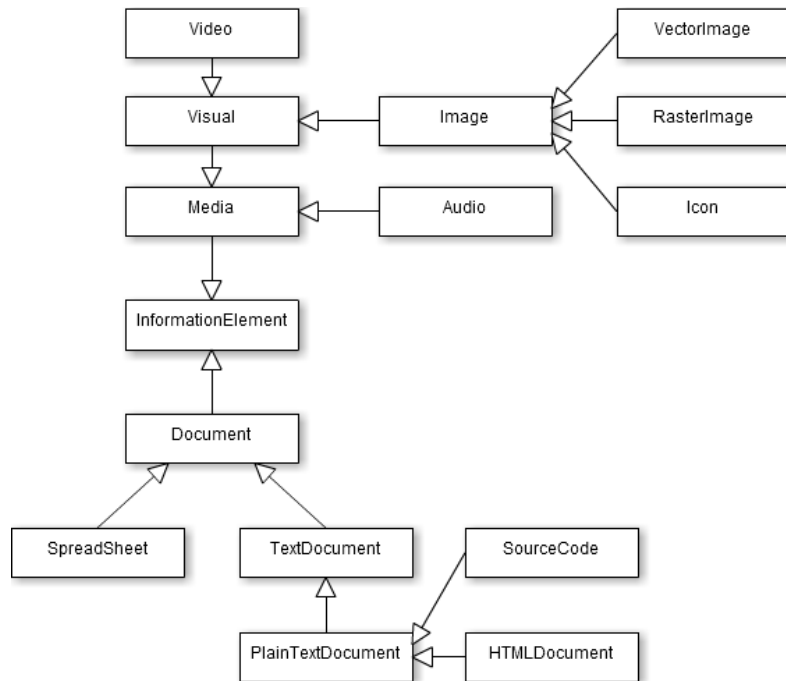 Video
VectorImage
Visual
Image
RasterImage
Media
Audio
Icon
InformationElement
Document
SpreadSheet
TextDocument
SourceCode
PlainTextDocument
HTMLDocument